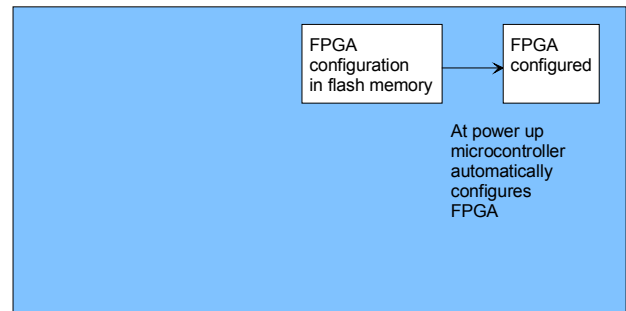 FPGA
configuration
in flash memory
FPGA
configured
At power up
microcontroller
automatically
configures
FPGA